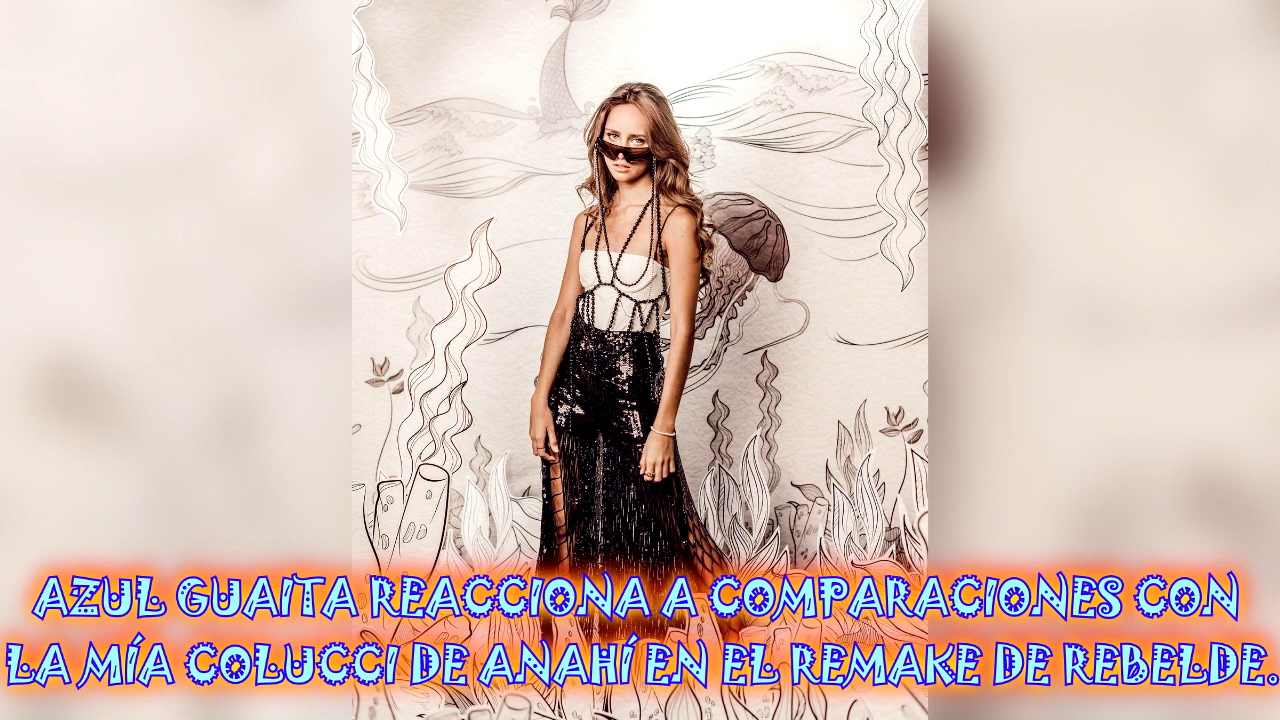 AZUL GUAITA REACCIONA A COMPARACIONES CON
LA MÍA COLUCCI DE ANAHÍ EN EL REMAKE DE REBELDE.